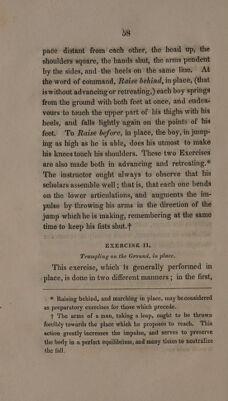 58
pace distant from each other, the head up, the
shoulders square, the hands shut, the arms pendent
by the sides, and the heels on the same line. At
the word of command, Raise behind, in place, (that
is without advancing or retreating,) each boy springs
from the ground with both feet at once, and endea-
vours to touch the upper part of his thighs with his
heels, and falls lightly again on the points of his
feet. To Raise before, in place, the boy, in jump-
ing as high as he is able, does his utmost to make
his knees touch his shoulders. These two Exercises
are also made both in advancing and retreating.*
The instructor ought always to observe that his
scholars assemble well; that is, that each one bends
on the lower articulations, and augments the im-
pulse by throwing his arms in the direction of the
jump which he is making, remembering at the same
time to keep his fists shut.†
EXERCISE II.
Trampling on the Ground, in place.
This exercise, which is generally performed in
place, is done in two different manners; in the first,
* Raising behind, and marching in place, may be considered
as preparatory exercises for those which precede.
† The arms of a man, taking a leap, ought to be thrown
forcibly towards the place which he proposes to reach. This
action greatly increases the impulse, and serves to preserve
the body in a perfect equilibrium, and many times to neutralize
the fall.